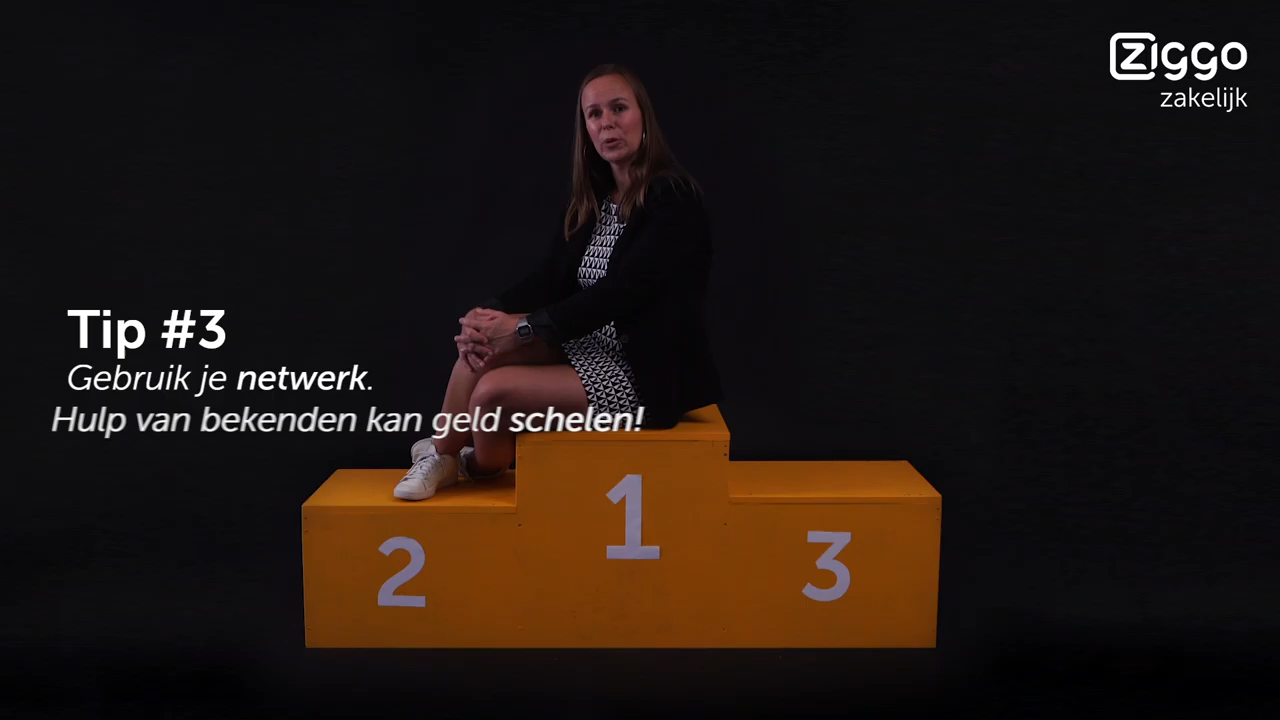 ziggo
zakelijk
Tip #3
Gebruik je netwerk.
Hulp van bekenden kan geld schelen!
1
2
3